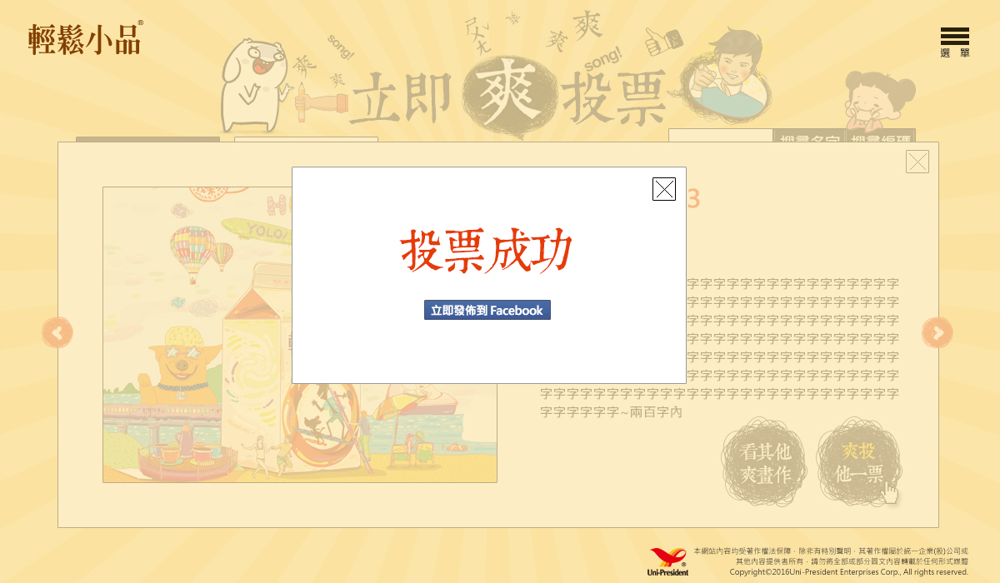 輕鬆小品®
選 單
ㄕㄨㄤ
爽
爽
爽
爽
爽
song!
song!
立即爽投票
搜尋名字 搜尋編碼
YOLO!
3
投票成功
立即發佈到 Facebook
字字字字字字字字字字字字字字字字
字字字字字字字字字字字字字字字字
字字字字字字字字字字字字字字字字
字字字字字字字字字字字字字字字字
字字字字字字字字字字字字字字字字
字字字字字字字字字字字字字字字字
字字字字字字字字字字字字字字字字字字字字字字字字字字字
字字字字字字~兩百字內
看其他
爽畫作
爽投
他一票
Uni-President
本網站內容均受著作權法保障，除非有特別聲明，其著作權屬於統一企業(股)公司或
其他內容提供者所有，請勿將全部或部分圖文內容轉載於任何形式媒體
Copyright©2016Uni-President Enterprises Corp., All rights reserved.